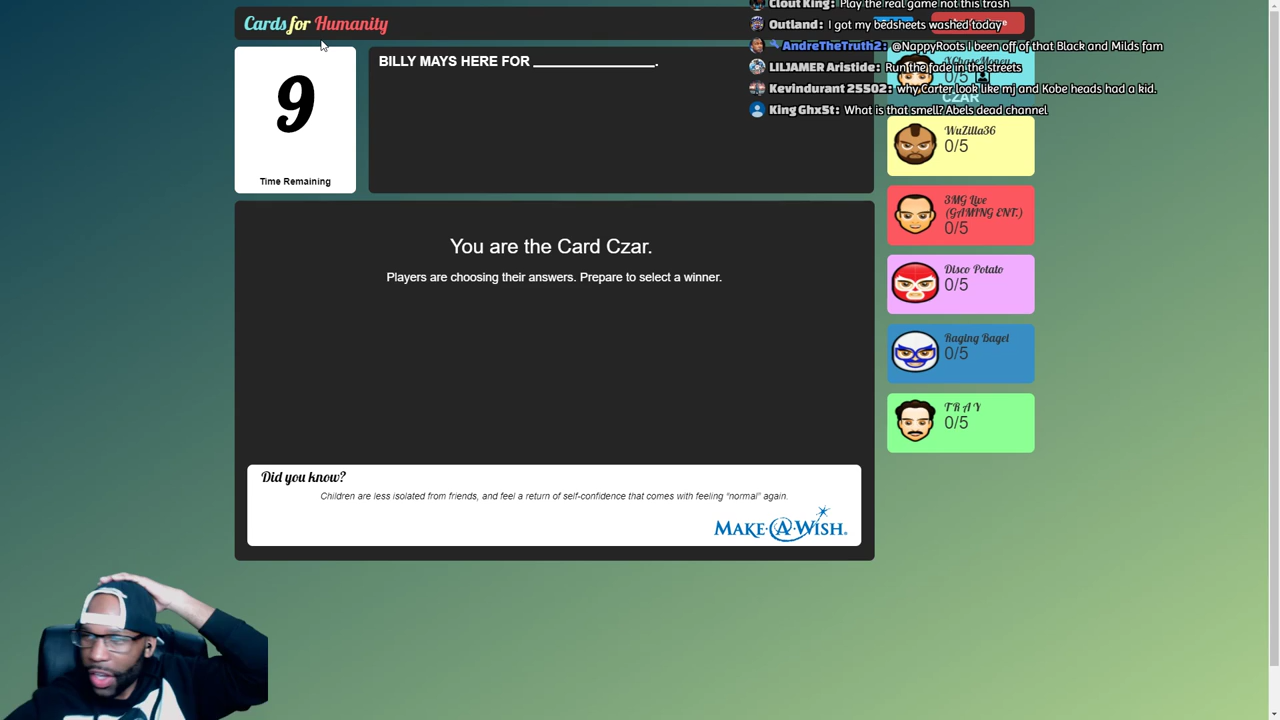 Cards for Humanity
Clout King: Play the real game not this trash
Outland: I got my bedsheets washed today
AndreTheTruth2: @NappyRoots I been off of that Black and Milds fam
LILJAMER Aristide: Run the fade in the streets
Kevindurant 25502: why Carter look like mj and Kobe heads had a kid.
King GhxSt: What is that smell? Abels dead channel
9
Time Remaining
BILLY MAYS HERE FOR ________________.
0/5
CZAR
WuZilla36
0/5
3MG Live
(GAMING ENT.)
0/5
Disco Potato
0/5
Raging Bagel
0/5
T R A Y
0/5
You are the Card Czar.
Players are choosing their answers. Prepare to select a winner.
Did you know?
Children are less isolated from friends, and feel a return of self-confidence that comes with feeling “normal” again.
MAKE·A·WISH®